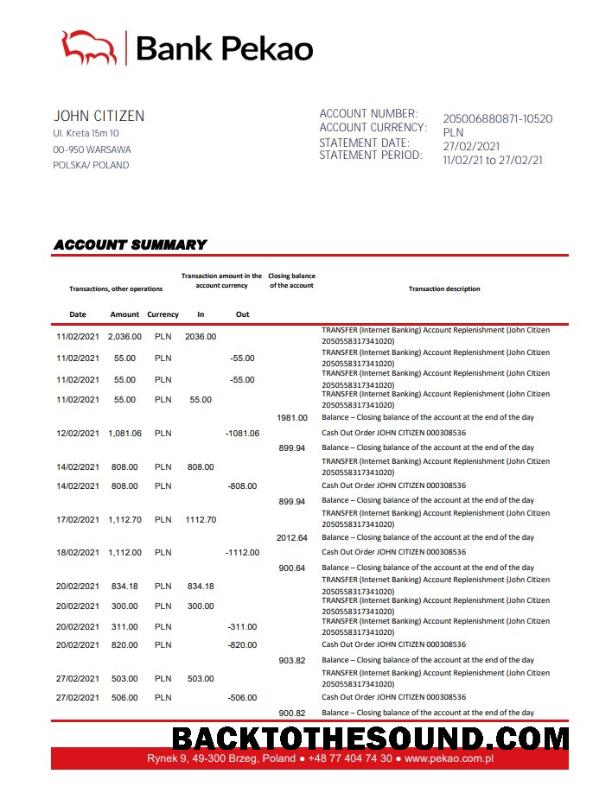 Bank Pekao
JOHN CITIZEN
Ul. Kreta 15m 10
00-950 WARSAWA
POLSKA/ POLAND
ACCOUNT NUMBER: 205006880871-10520
ACCOUNT CURRENCY: PLN
STATEMENT DATE: 27/02/2021
STATEMENT PERIOD: 11/02/21 to 27/02/21
ACCOUNT SUMMARY
Transactions, other operations
Transaction amount in the account currency
Closing balance of the account
Transaction description
Date Amount Currency In Out
11/02/2021 2,036.00 PLN 2036.00 TRANSFER (Internet Banking) Account Replenishment (John Citizen
2050558317341020)
11/02/2021 55.00 PLN -55.00 TRANSFER (Internet Banking) Account Replenishment (John Citizen
2050558317341020)
11/02/2021 55.00 PLN -55.00 TRANSFER (Internet Banking) Account Replenishment (John Citizen
2050558317341020)
11/02/2021 55.00 PLN 55.00 TRANSFER (Internet Banking) Account Replenishment (John Citizen
2050558317341020)
1981.00 Balance – Closing balance of the account at the end of the day
12/02/2021 1,081.06 PLN -1081.06 Cash Out Order JOHN CITIZEN 000308536
899.94 Balance – Closing balance of the account at the end of the day
14/02/2021 808.00 PLN 808.00 TRANSFER (Internet Banking) Account Replenishment (John Citizen
2050558317341020)
14/02/2021 808.00 PLN -808.00 Cash Out Order JOHN CITIZEN 000308536
899.94 Balance – Closing balance of the account at the end of the day
17/02/2021 1,112.70 PLN 1112.70 TRANSFER (Internet Banking) Account Replenishment (John Citizen
2050558317341020)
2012.64 Balance – Closing balance of the account at the end of the day
18/02/2021 1,112.00 PLN -1112.00 Cash Out Order JOHN CITIZEN 000308536
900.64 Balance – Closing balance of the account at the end of the day
20/02/2021 834.18 PLN 834.18 TRANSFER (Internet Banking) Account Replenishment (John Citizen
2050558317341020)
20/02/2021 300.00 PLN 300.00 TRANSFER (Internet Banking) Account Replenishment (John Citizen
2050558317341020)
20/02/2021 311.00 PLN -311.00 TRANSFER (Internet Banking) Account Replenishment (John Citizen
2050558317341020)
20/02/2021 820.00 PLN -820.00 Cash Out Order JOHN CITIZEN 000308536
903.82 Balance – Closing balance of the account at the end of the day
27/02/2021 503.00 PLN 503.00 TRANSFER (Internet Banking) Account Replenishment (John Citizen
2050558317341020)
27/02/2021 506.00 PLN -506.00 Cash Out Order JOHN CITIZEN 000308536
900.82 Balance – Closing balance of the account at the end of the day
BACKTOTHESOUND.COM
Rynek 9, 49-300 Brzeg, Poland ● +48 77 404 74 30 ● www.pekao.com.pl